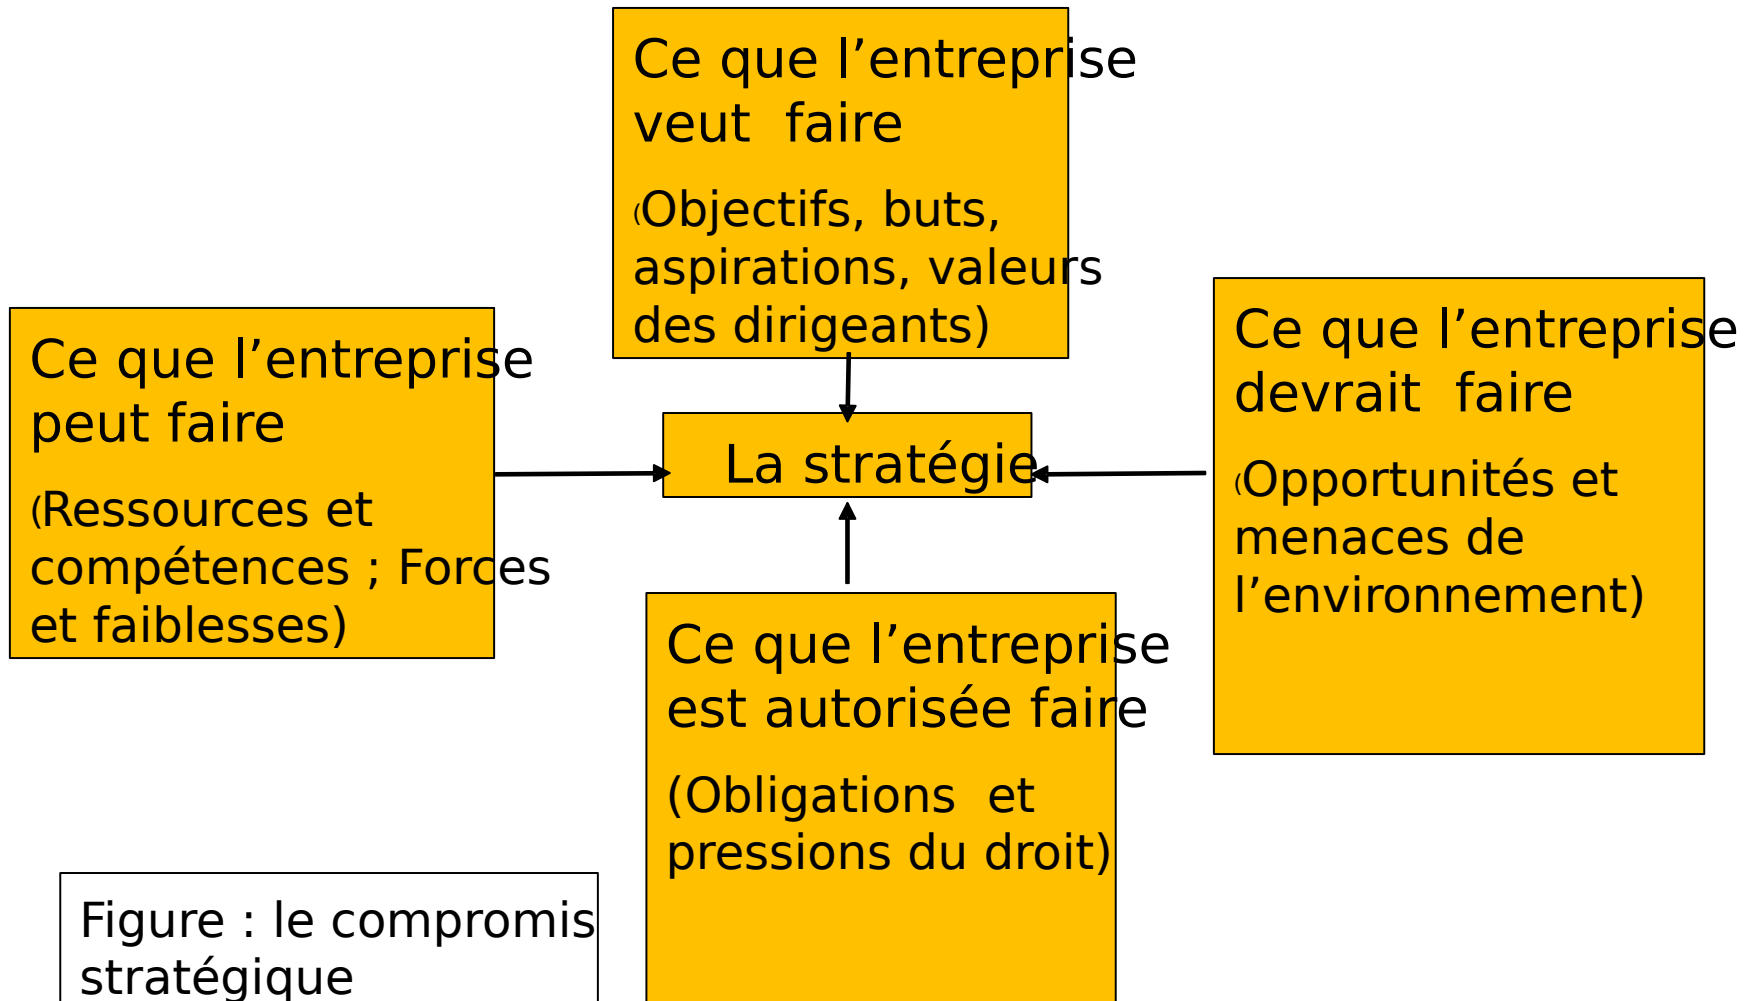 Ce que l’entreprise
veut  faire
(Objectifs, buts,
aspirations, valeurs
des dirigeants)
Ce que l’entreprise
peut faire
(Ressources et
compétences ; Forces
et faiblesses)
La stratégie
Ce que l’entreprise
devrait  faire
(Opportunités et
menaces de
l’environnement)
Ce que l’entreprise
est autorisée faire
(Obligations  et
pressions du droit)
Figure : le compromis
stratégique